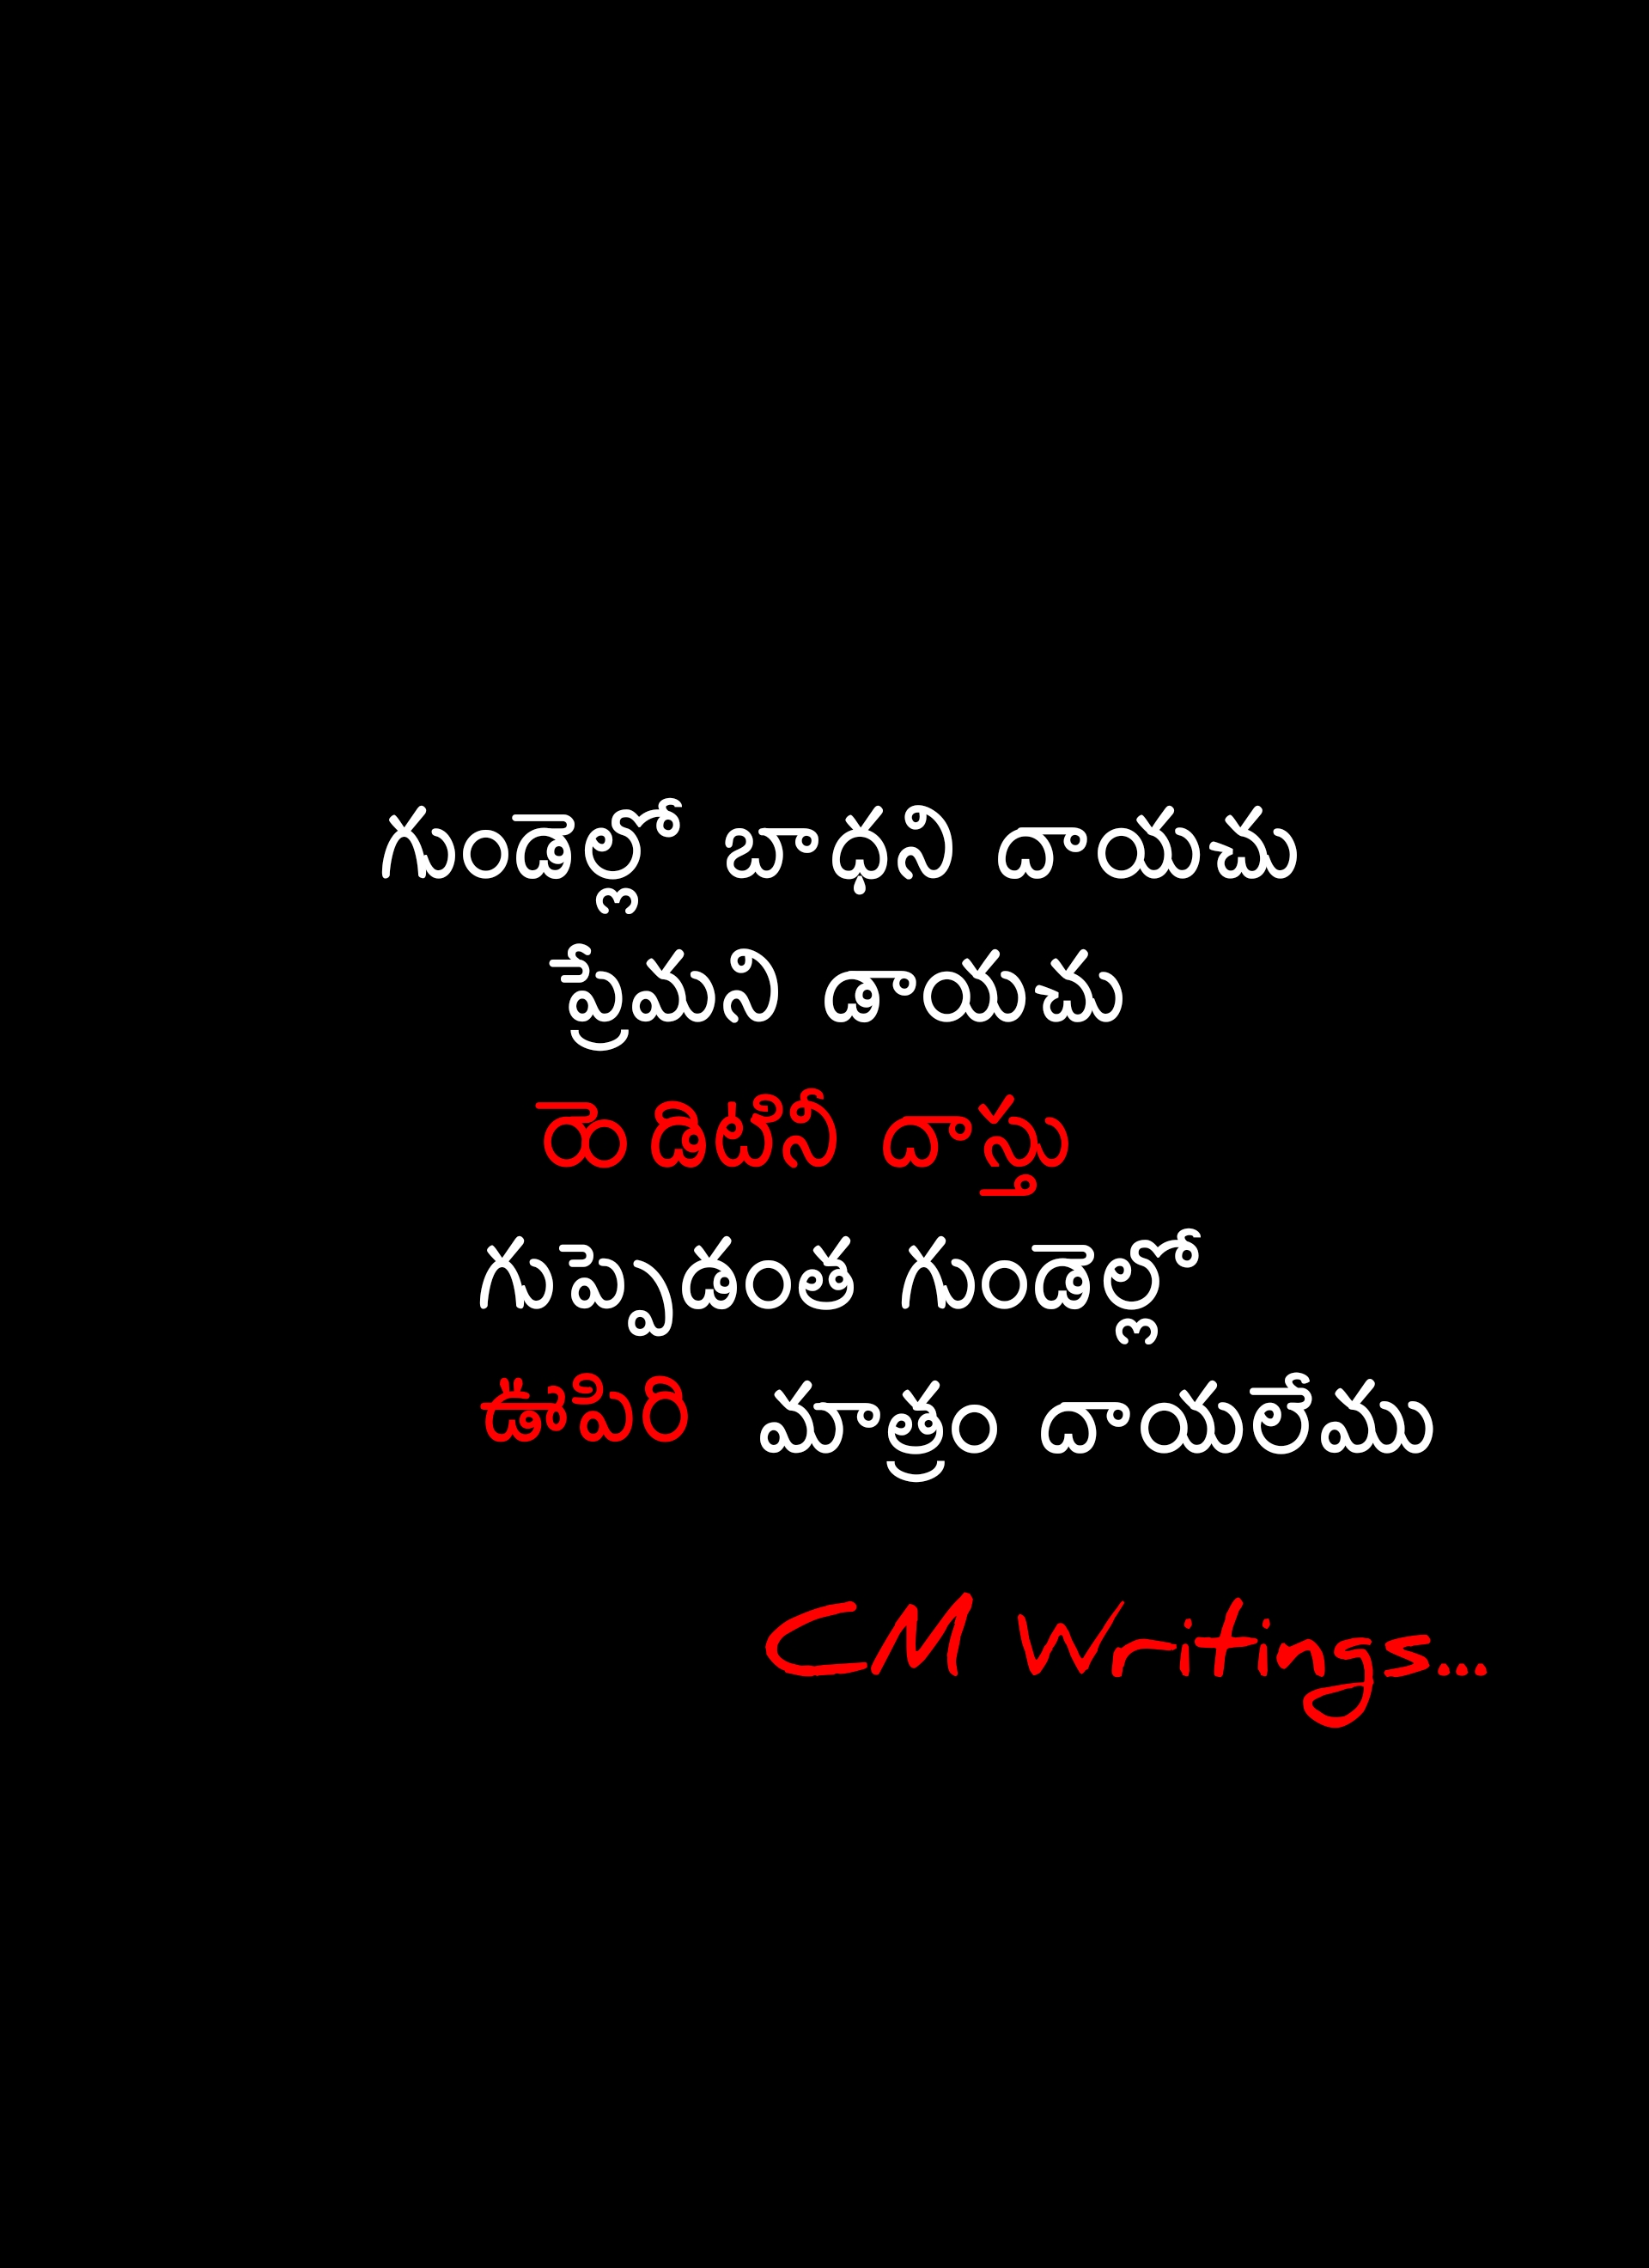 గుండెల్లో బాధని దాయచు
ప్రేమని డాయచు
రెండిటినీ దాస్తు
గుప్పెడంత గుండెల్లో
ఊపిరి మాత్రం దాయలేము
CM Writings...